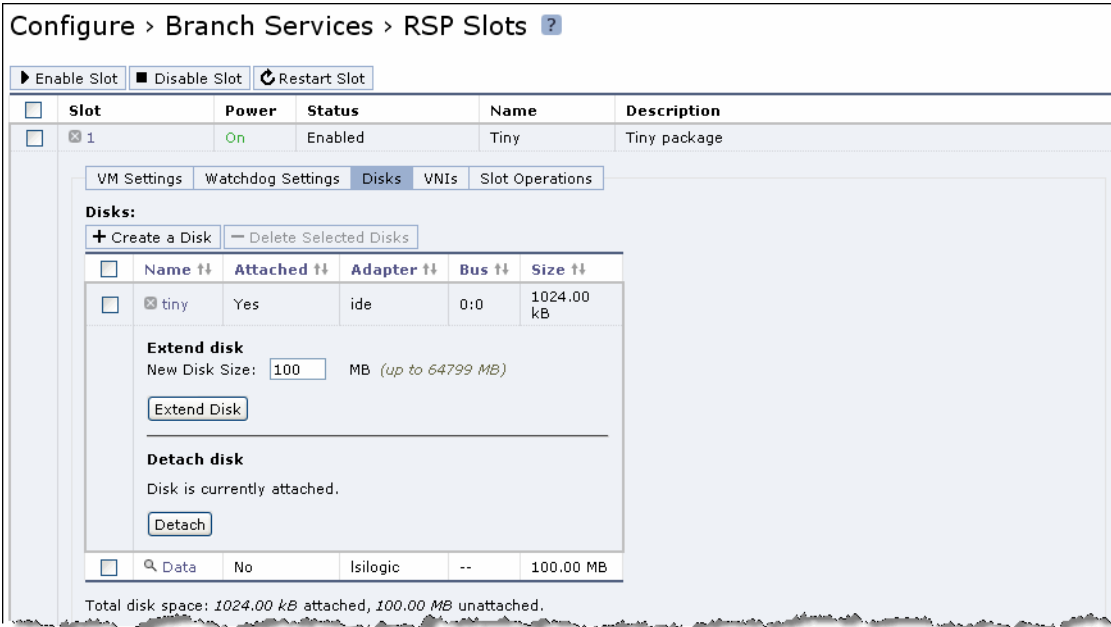 Configure › Branch Services › RSP Slots ?
Enable Slot Disable Slot Restart Slot
Slot Power Status Name Description
1 On Enabled Tiny Tiny package
VM Settings Watchdog Settings Disks VNIs Slot Operations
Disks:
Create a Disk Delete Selected Disks
Name Attached Adapter Bus Size
tiny Yes ide 0:0 1024.00
kB
Extend disk
New Disk Size: 100 MB (up to 64799 MB)
Extend Disk
Detach disk
Disk is currently attached.
Detach
Data No lsilogic -- 100.00 MB
Total disk space: 1024.00 kB attached, 100.00 MB unattached.